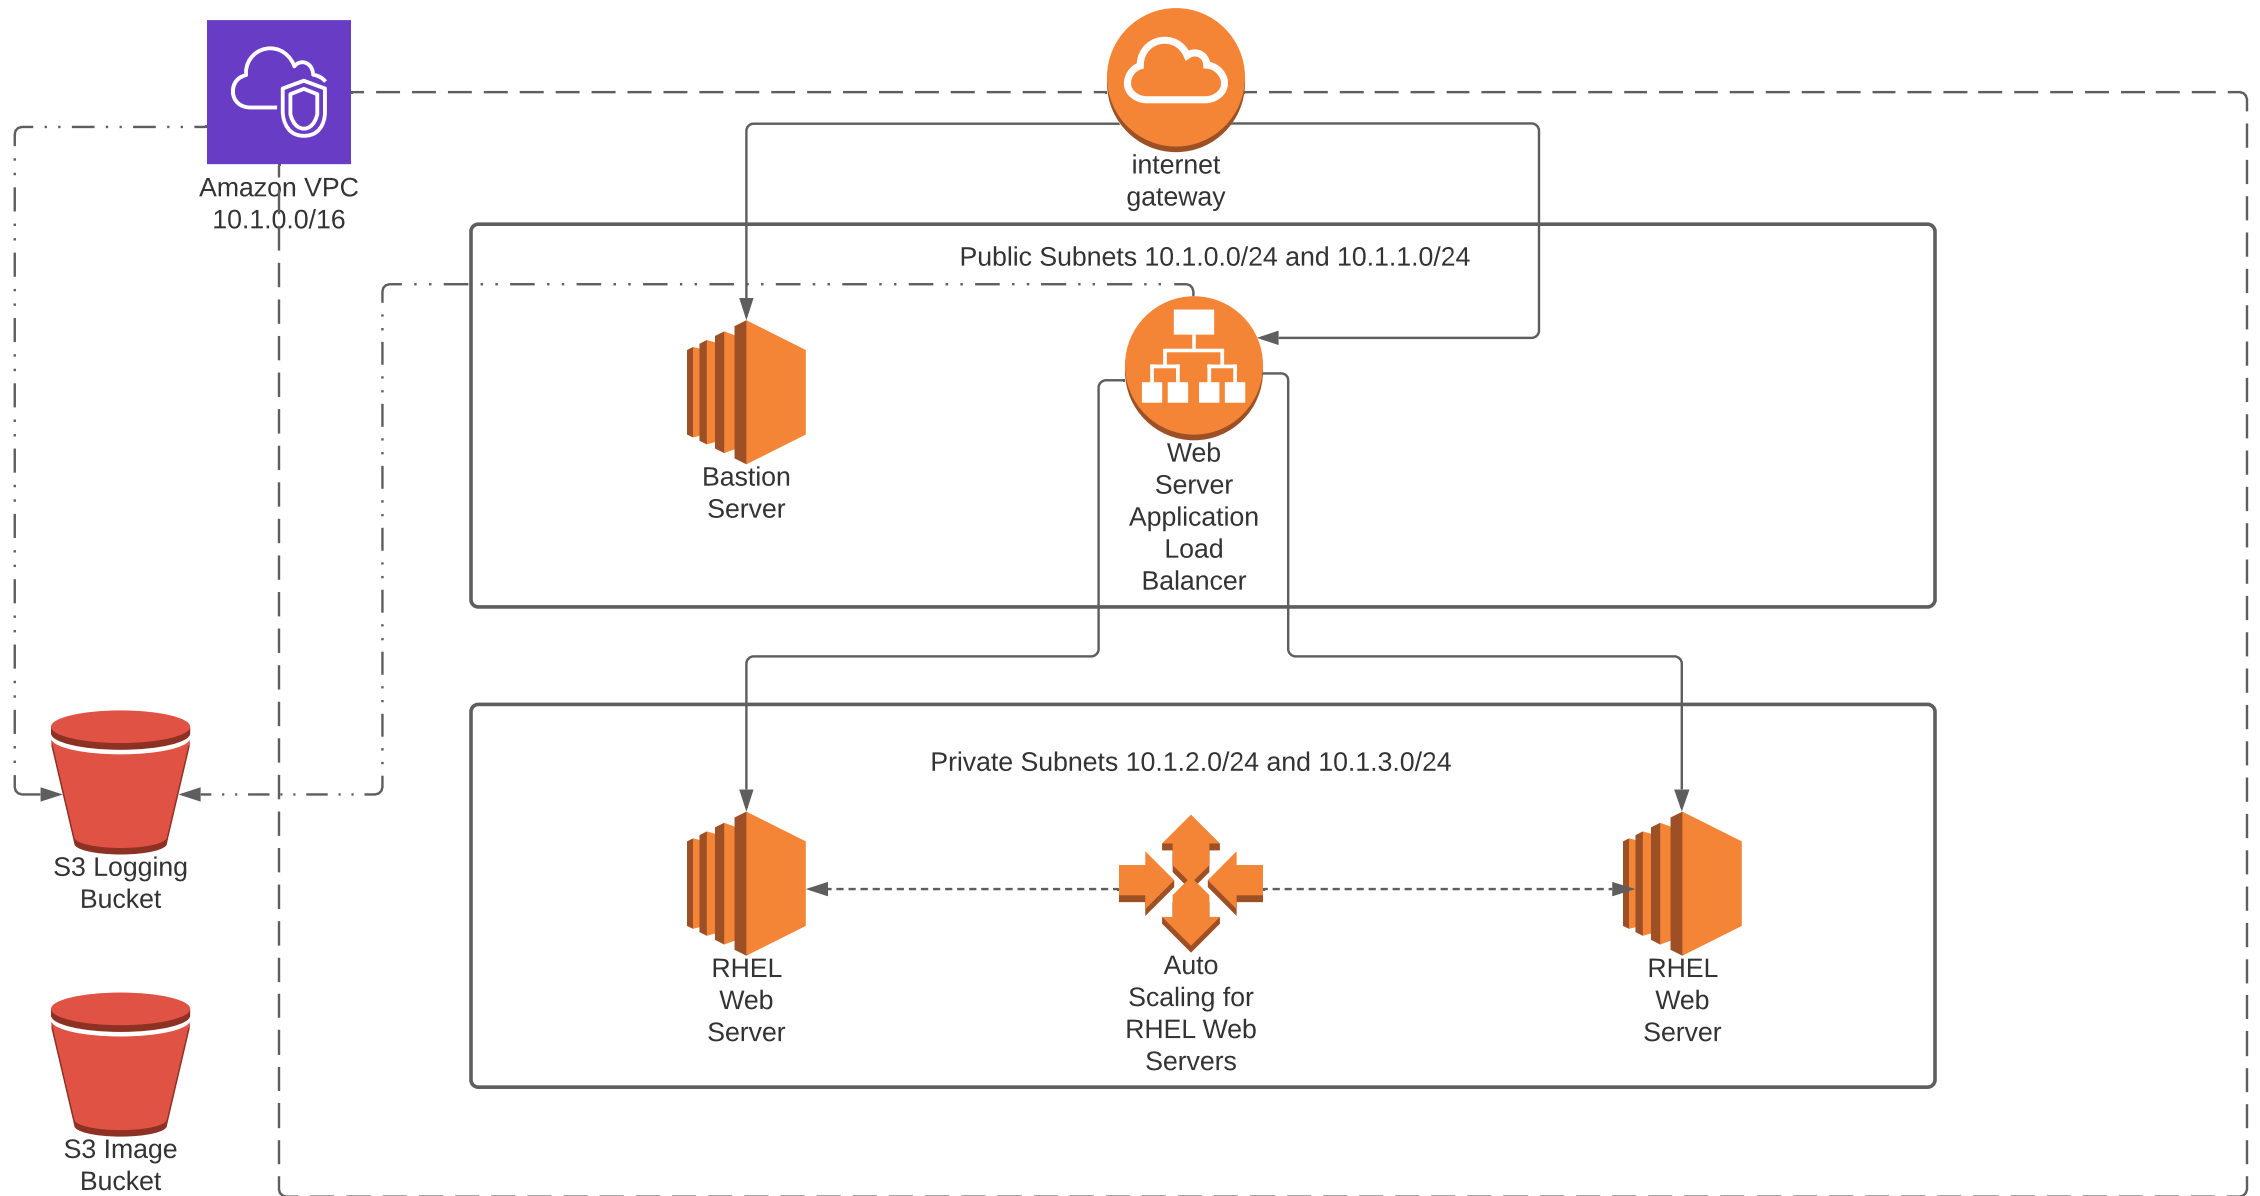 internet
gateway
Amazon VPC
10.1.0.0/16
Public Subnets 10.1.0.0/24 and 10.1.1.0/24
Bastion
Server
Web
Server
Application
Load
Balancer
Private Subnets 10.1.2.0/24 and 10.1.3.0/24
S3 Logging
Bucket
RHEL
Web
Server
Auto
Scaling for
RHEL Web
Servers
RHEL
Web
Server
S3 Image
Bucket